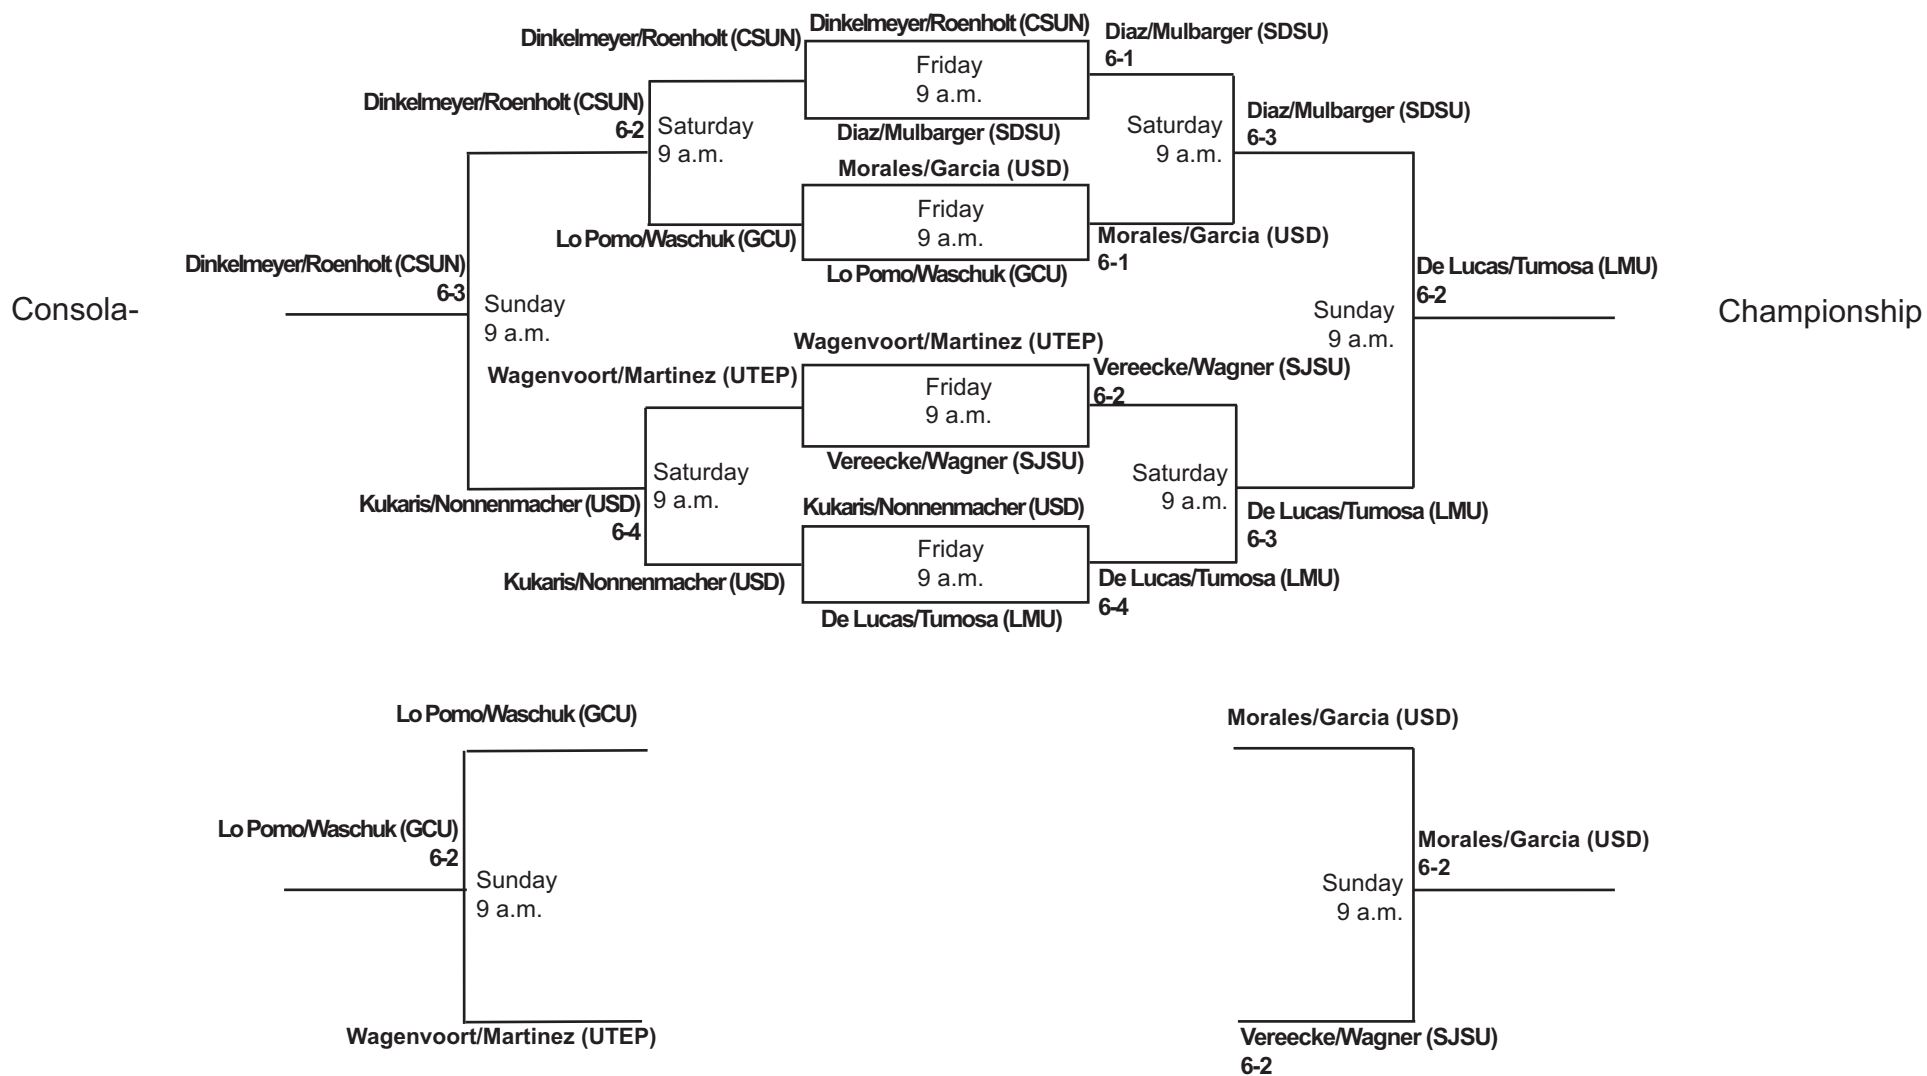 Dinkelmeyer/Roenholt (CSUN)
Dinkelmeyer/Roenholt (CSUN)
Diaz/Mulbarger (SDSU)
6-1
Friday
9 a.m.
Dinkelmeyer/Roenholt (CSUN)
6-2
Saturday
9 a.m.
Diaz/Mulbarger (SDSU)
Saturday
9 a.m.
Diaz/Mulbarger (SDSU)
6-3
Morales/Garcia (USD)
Friday
9 a.m.
Lo Pomo/Waschuk (GCU)
Morales/Garcia (USD)
6-1
Lo Pomo/Waschuk (GCU)
Dinkelmeyer/Roenholt (CSUN)
6-3
De Lucas/Tumosa (LMU)
6-2
Consola-
Sunday
9 a.m.
Sunday
9 a.m.
Championship
Wagenvoort/Martinez (UTEP)
Wagenvoort/Martinez (UTEP)
Vereecke/Wagner (SJSU)
6-2
Friday
9 a.m.
Vereecke/Wagner (SJSU)
Saturday
9 a.m.
Saturday
9 a.m.
Kukaris/Nonnenmacher (USD)
6-4
Kukaris/Nonnenmacher (USD)
De Lucas/Tumosa (LMU)
6-3
Friday
9 a.m.
Kukaris/Nonnenmacher (USD)
De Lucas/Tumosa (LMU)
6-4
De Lucas/Tumosa (LMU)
Lo Pomo/Waschuk (GCU)
Morales/Garcia (USD)
Lo Pomo/Waschuk (GCU)
6-2
Sunday
9 a.m.
Morales/Garcia (USD)
6-2
Sunday
9 a.m.
Wagenvoort/Martinez (UTEP)
Vereecke/Wagner (SJSU)
6-2